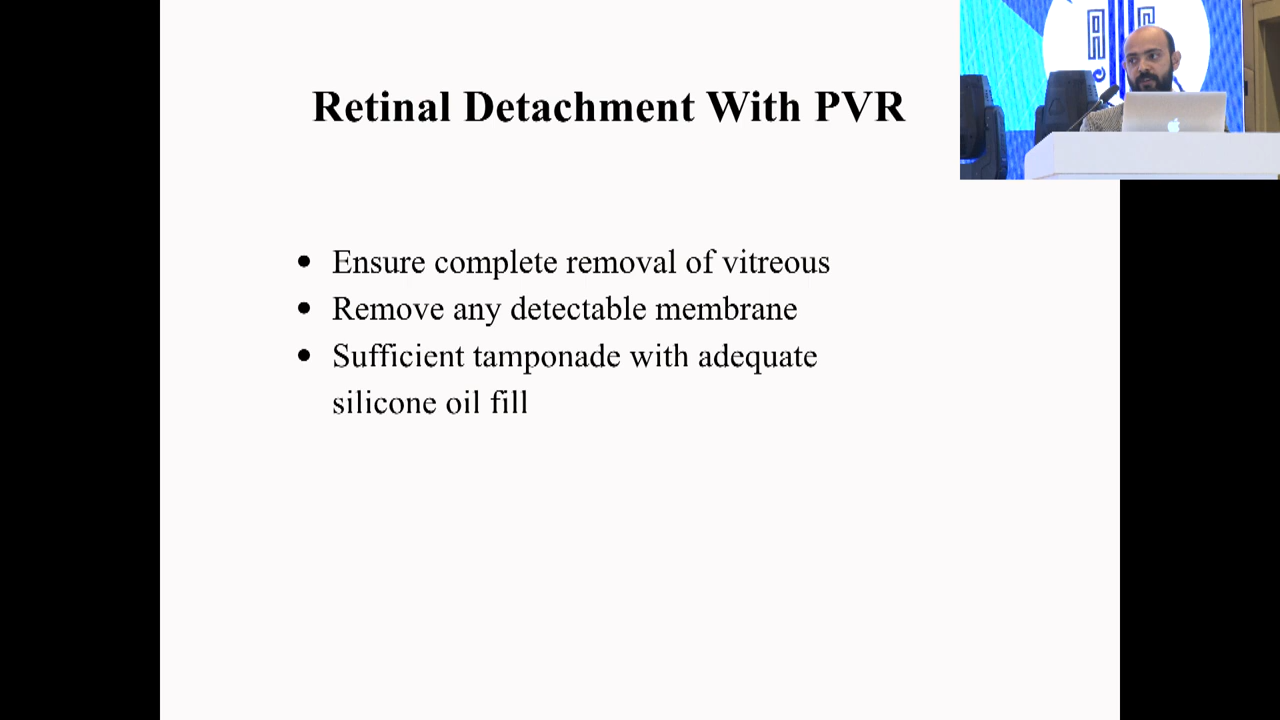 Retinal Detachment With PVR
• Ensure complete removal of vitreous
• Remove any detectable membrane
• Sufficient tamponade with adequate
silicone oil fill